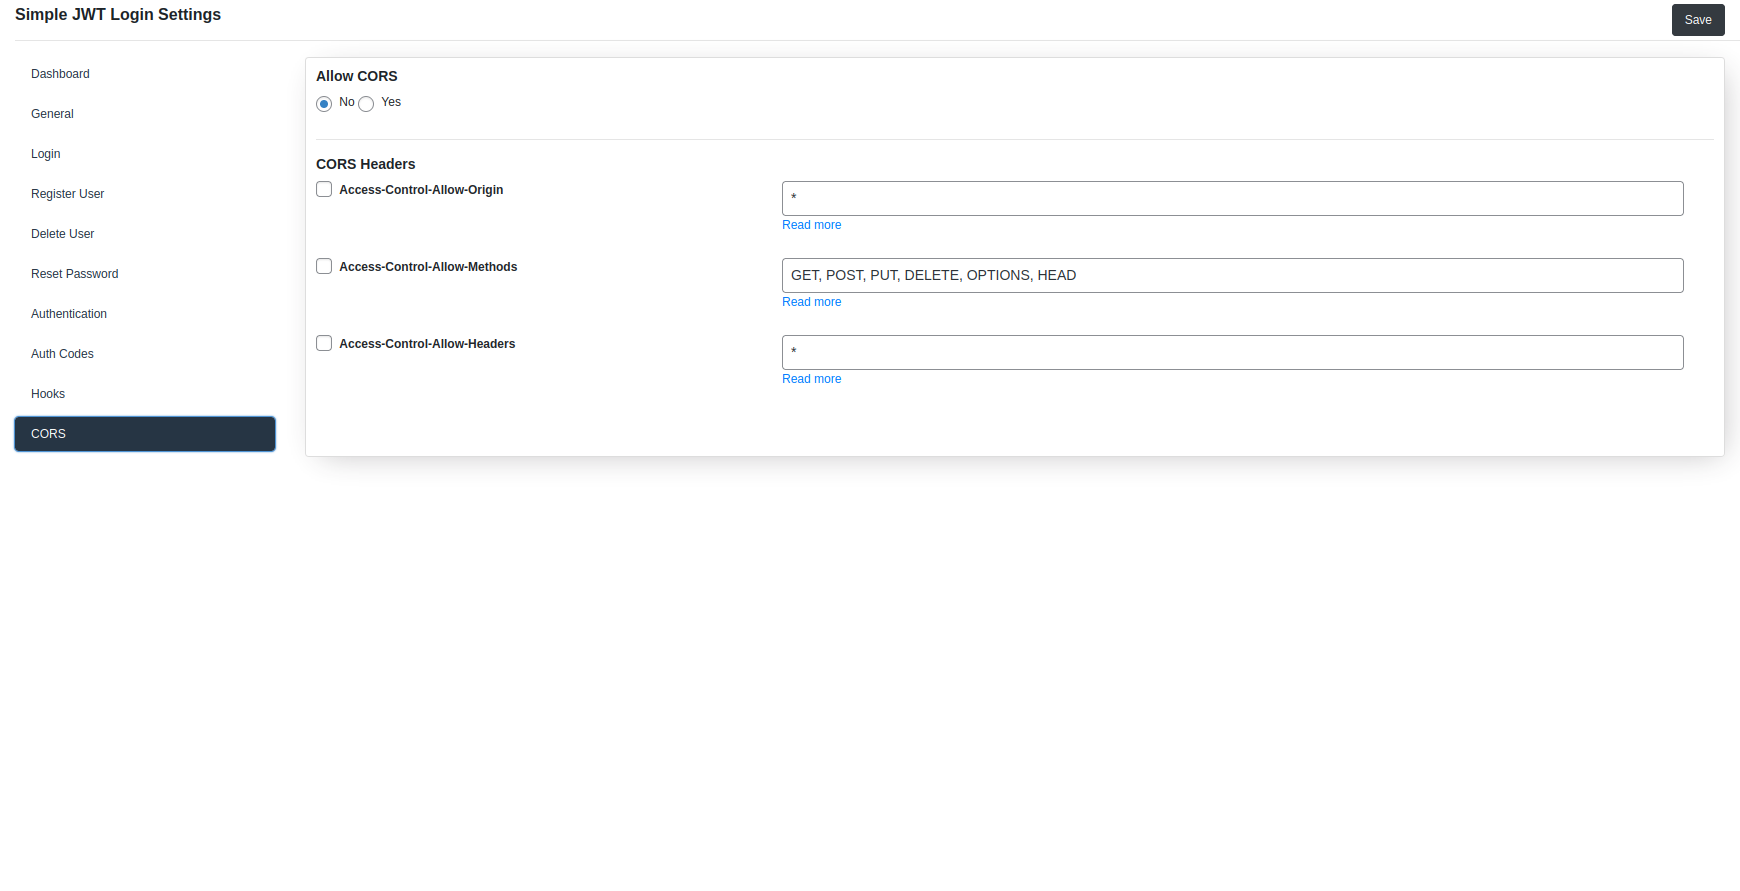 Simple JWT Login Settings
Save
Dashboard
General
Login
Register User
Delete User
Reset Password
Authentication
Auth Codes
Hooks
CORS
Allow CORS
No Yes
CORS Headers
Access-Control-Allow-Origin
*
Read more
Access-Control-Allow-Methods
GET, POST, PUT, DELETE, OPTIONS, HEAD
Read more
Access-Control-Allow-Headers
*
Read more